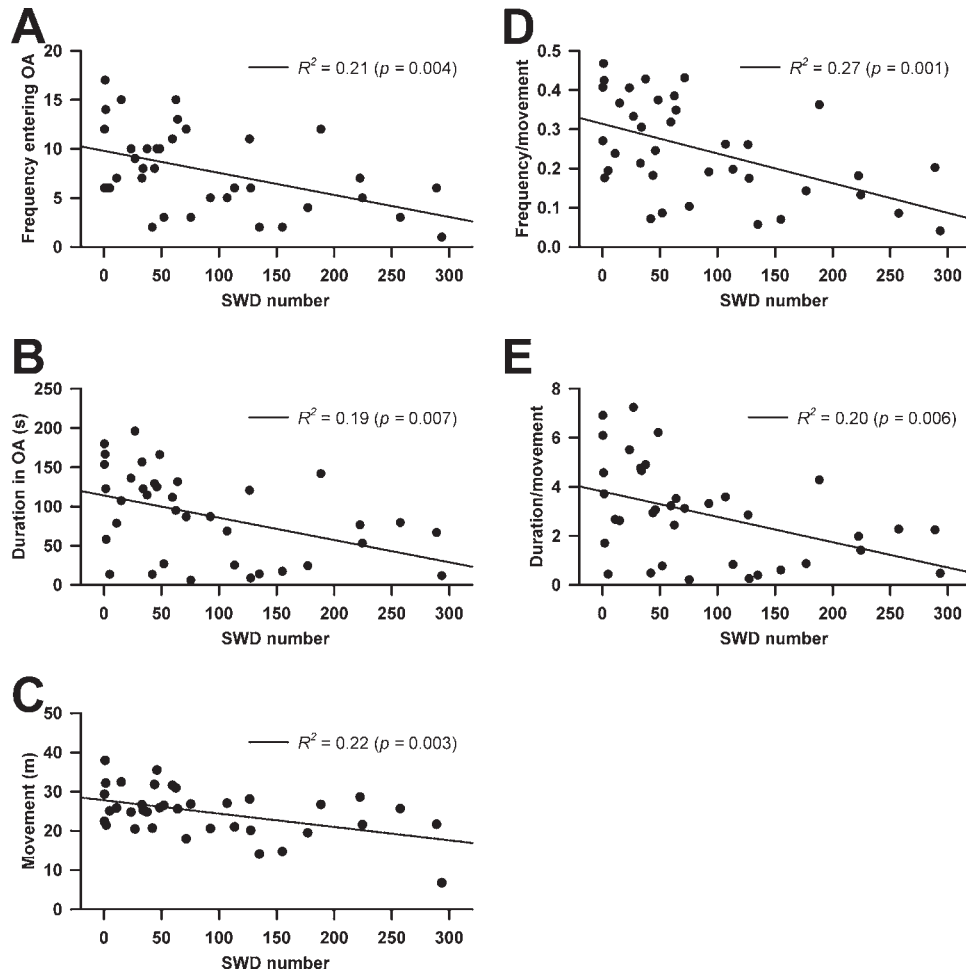 A
Frequency entering OA
20
15
10
5
0
R² = 0.21 (p = 0.004)
0 50 100 150 200 250 300
SWD number
B
Duration in OA (s)
250
200
150
100
50
0
R² = 0.19 (p = 0.007)
0 50 100 150 200 250 300
SWD number
C
Movement (m)
50
40
30
20
10
0
R² = 0.22 (p = 0.003)
0 50 100 150 200 250 300
SWD number
D
Frequency/movement
0.5
0.4
0.3
0.2
0.1
0.0
R² = 0.27 (p = 0.001)
0 50 100 150 200 250 300
SWD number
E
Duration/movement
8
6
4
2
0
R² = 0.20 (p = 0.006)
0 50 100 150 200 250 300
SWD number